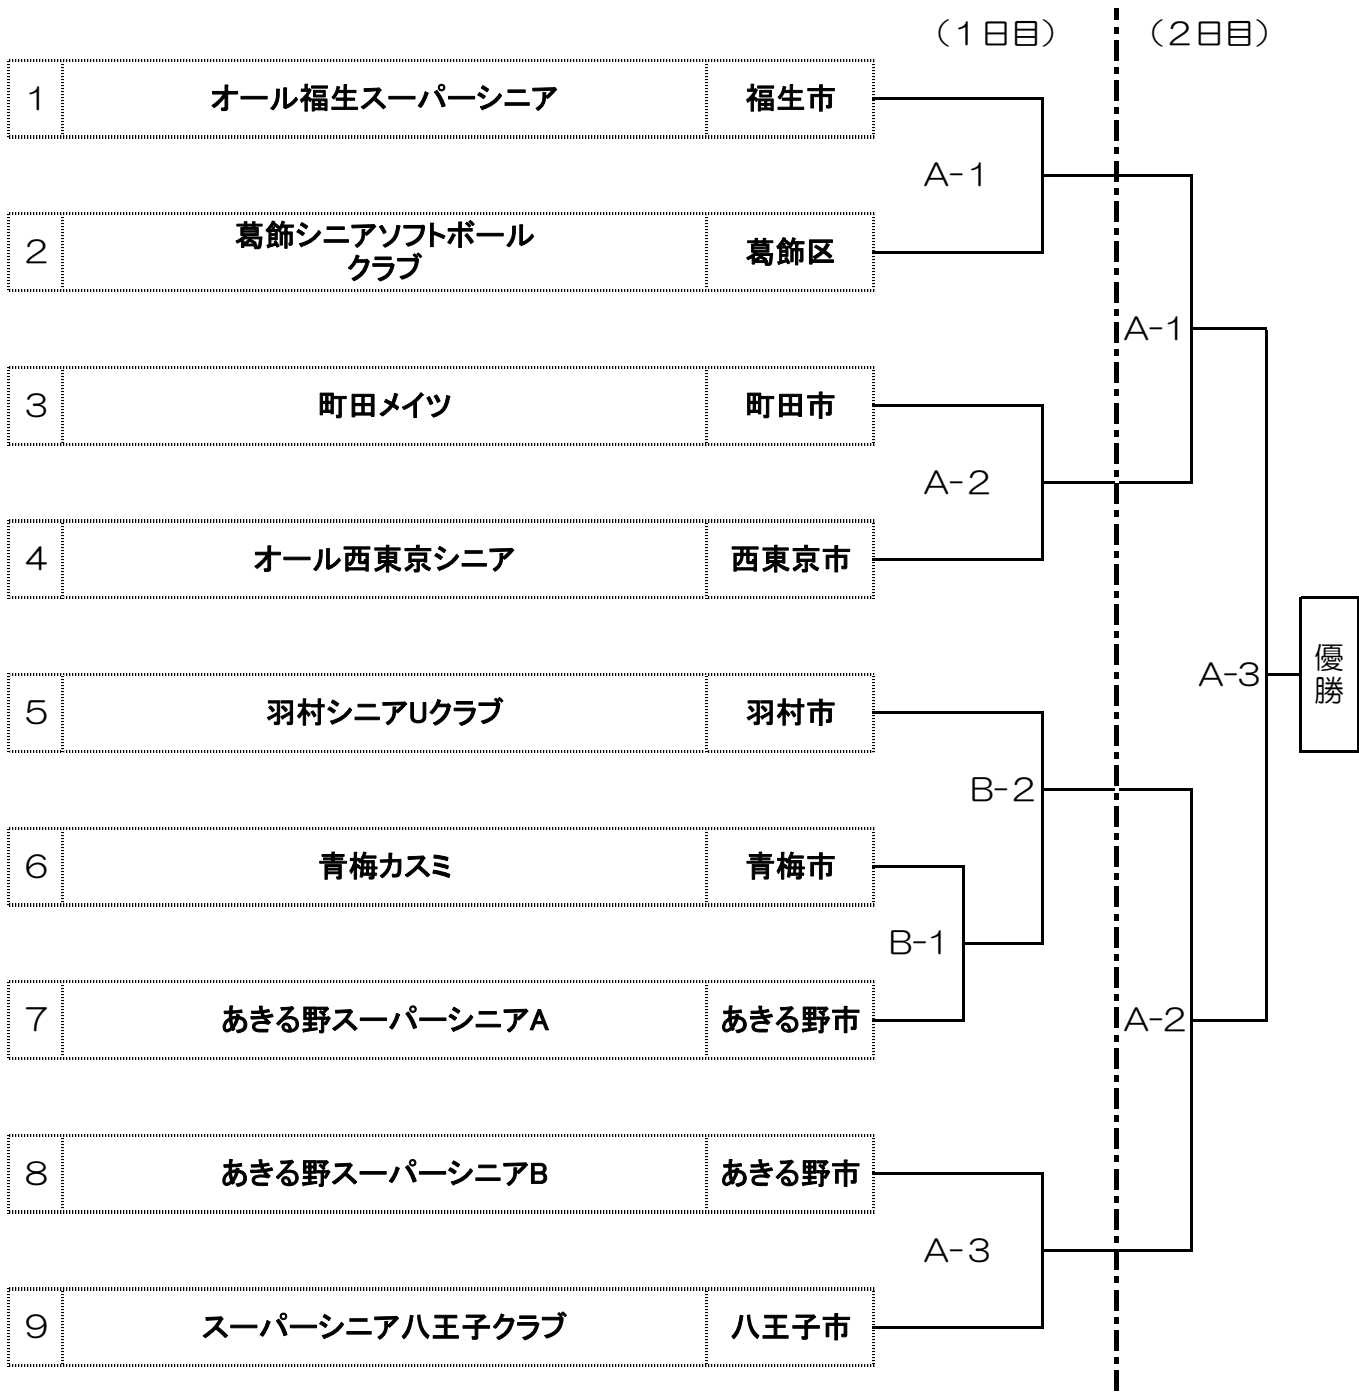 （１日目） （２日目）
１ オール福生スーパーシニア 福生市
A-1
２ 葛飾シニアソフトボール
クラブ 葛飾区
A-1
３ 町田メイツ 町田市
A-2
４ オール西東京シニア 西東京市
優勝
A-3
５ 羽村シニアUクラブ 羽村市
B-2
６ 青梅カスミ 青梅市
B-1
７ あきる野スーパーシニアA あきる野市
A-2
８ あきる野スーパーシニアB あきる野市
A-3
９ スーパーシニア八王子クラブ 八王子市